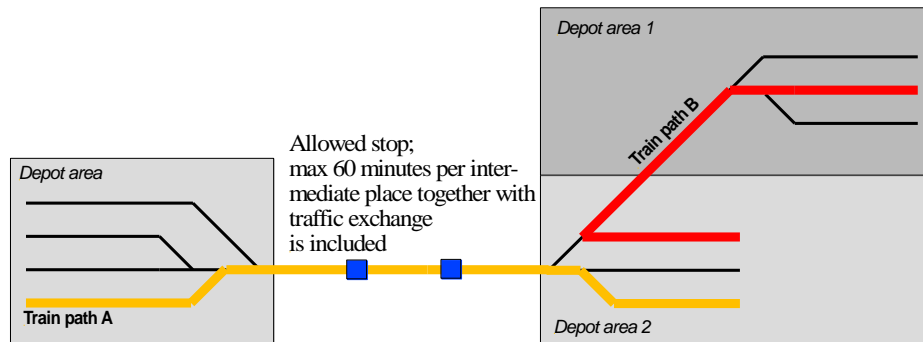 Depot area 1
Train path B
Allowed stop;
max 60 minutes per inter-
mediate place together with
traffic exchange
is included
Depot area
Train path A
Depot area 2